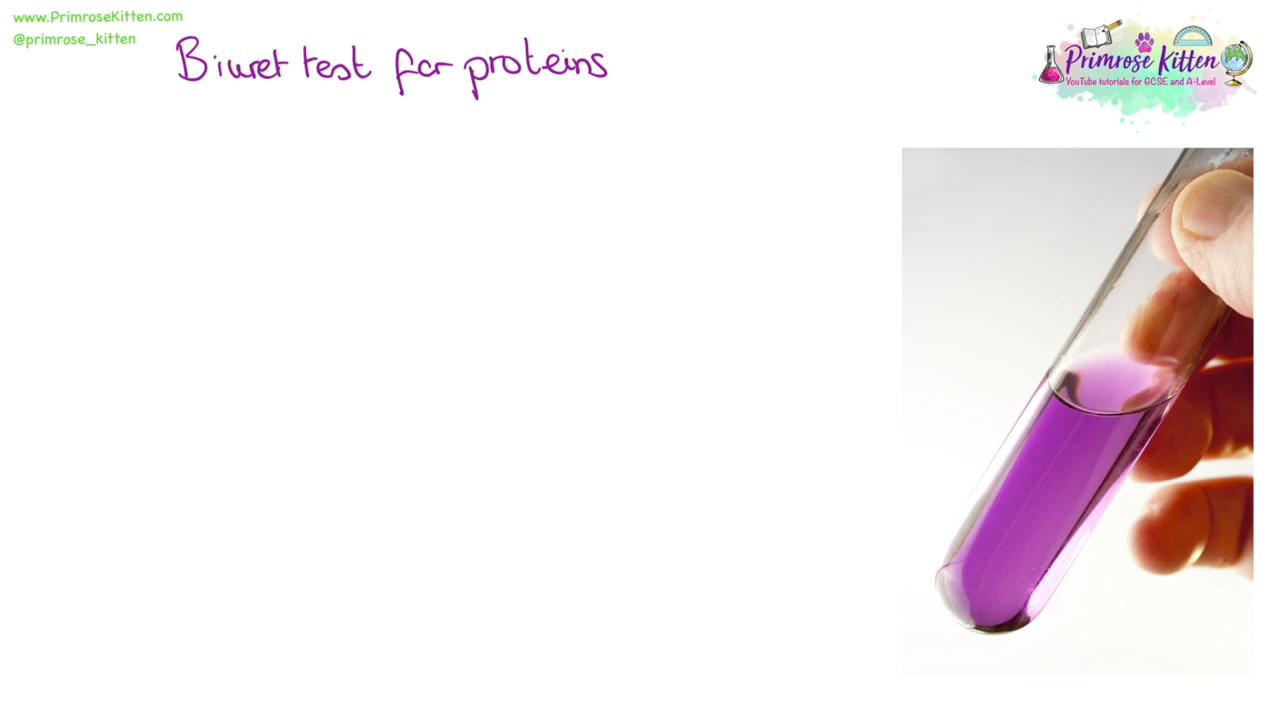 www.PrimroseKitten.com
@primrose_kitten
Biuret test for proteins
Primrose Kitten
YouTube tutorials for GCSE and A-Level